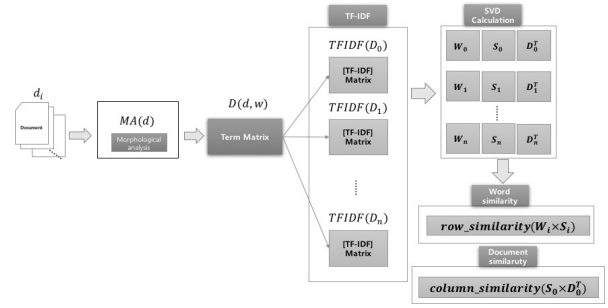 TF-IDF
SVD
Calculation
d_i
Document
MA(d)
Morphological
analysis
D(d,w)
Term Matrix
TFIDF(D_0)
[TF-IDF]
Matrix
TFIDF(D_1)
[TF-IDF]
Matrix
TFIDF(D_n)
[TF-IDF]
Matrix
W_0 S_0 D_0^T
W_1 S_1 D_1^T
W_n S_n D_n^T
Word
similarity
row_similarity(W_i×S_i)
Document
similaruty
column_similarity(S_0×D_0^T)